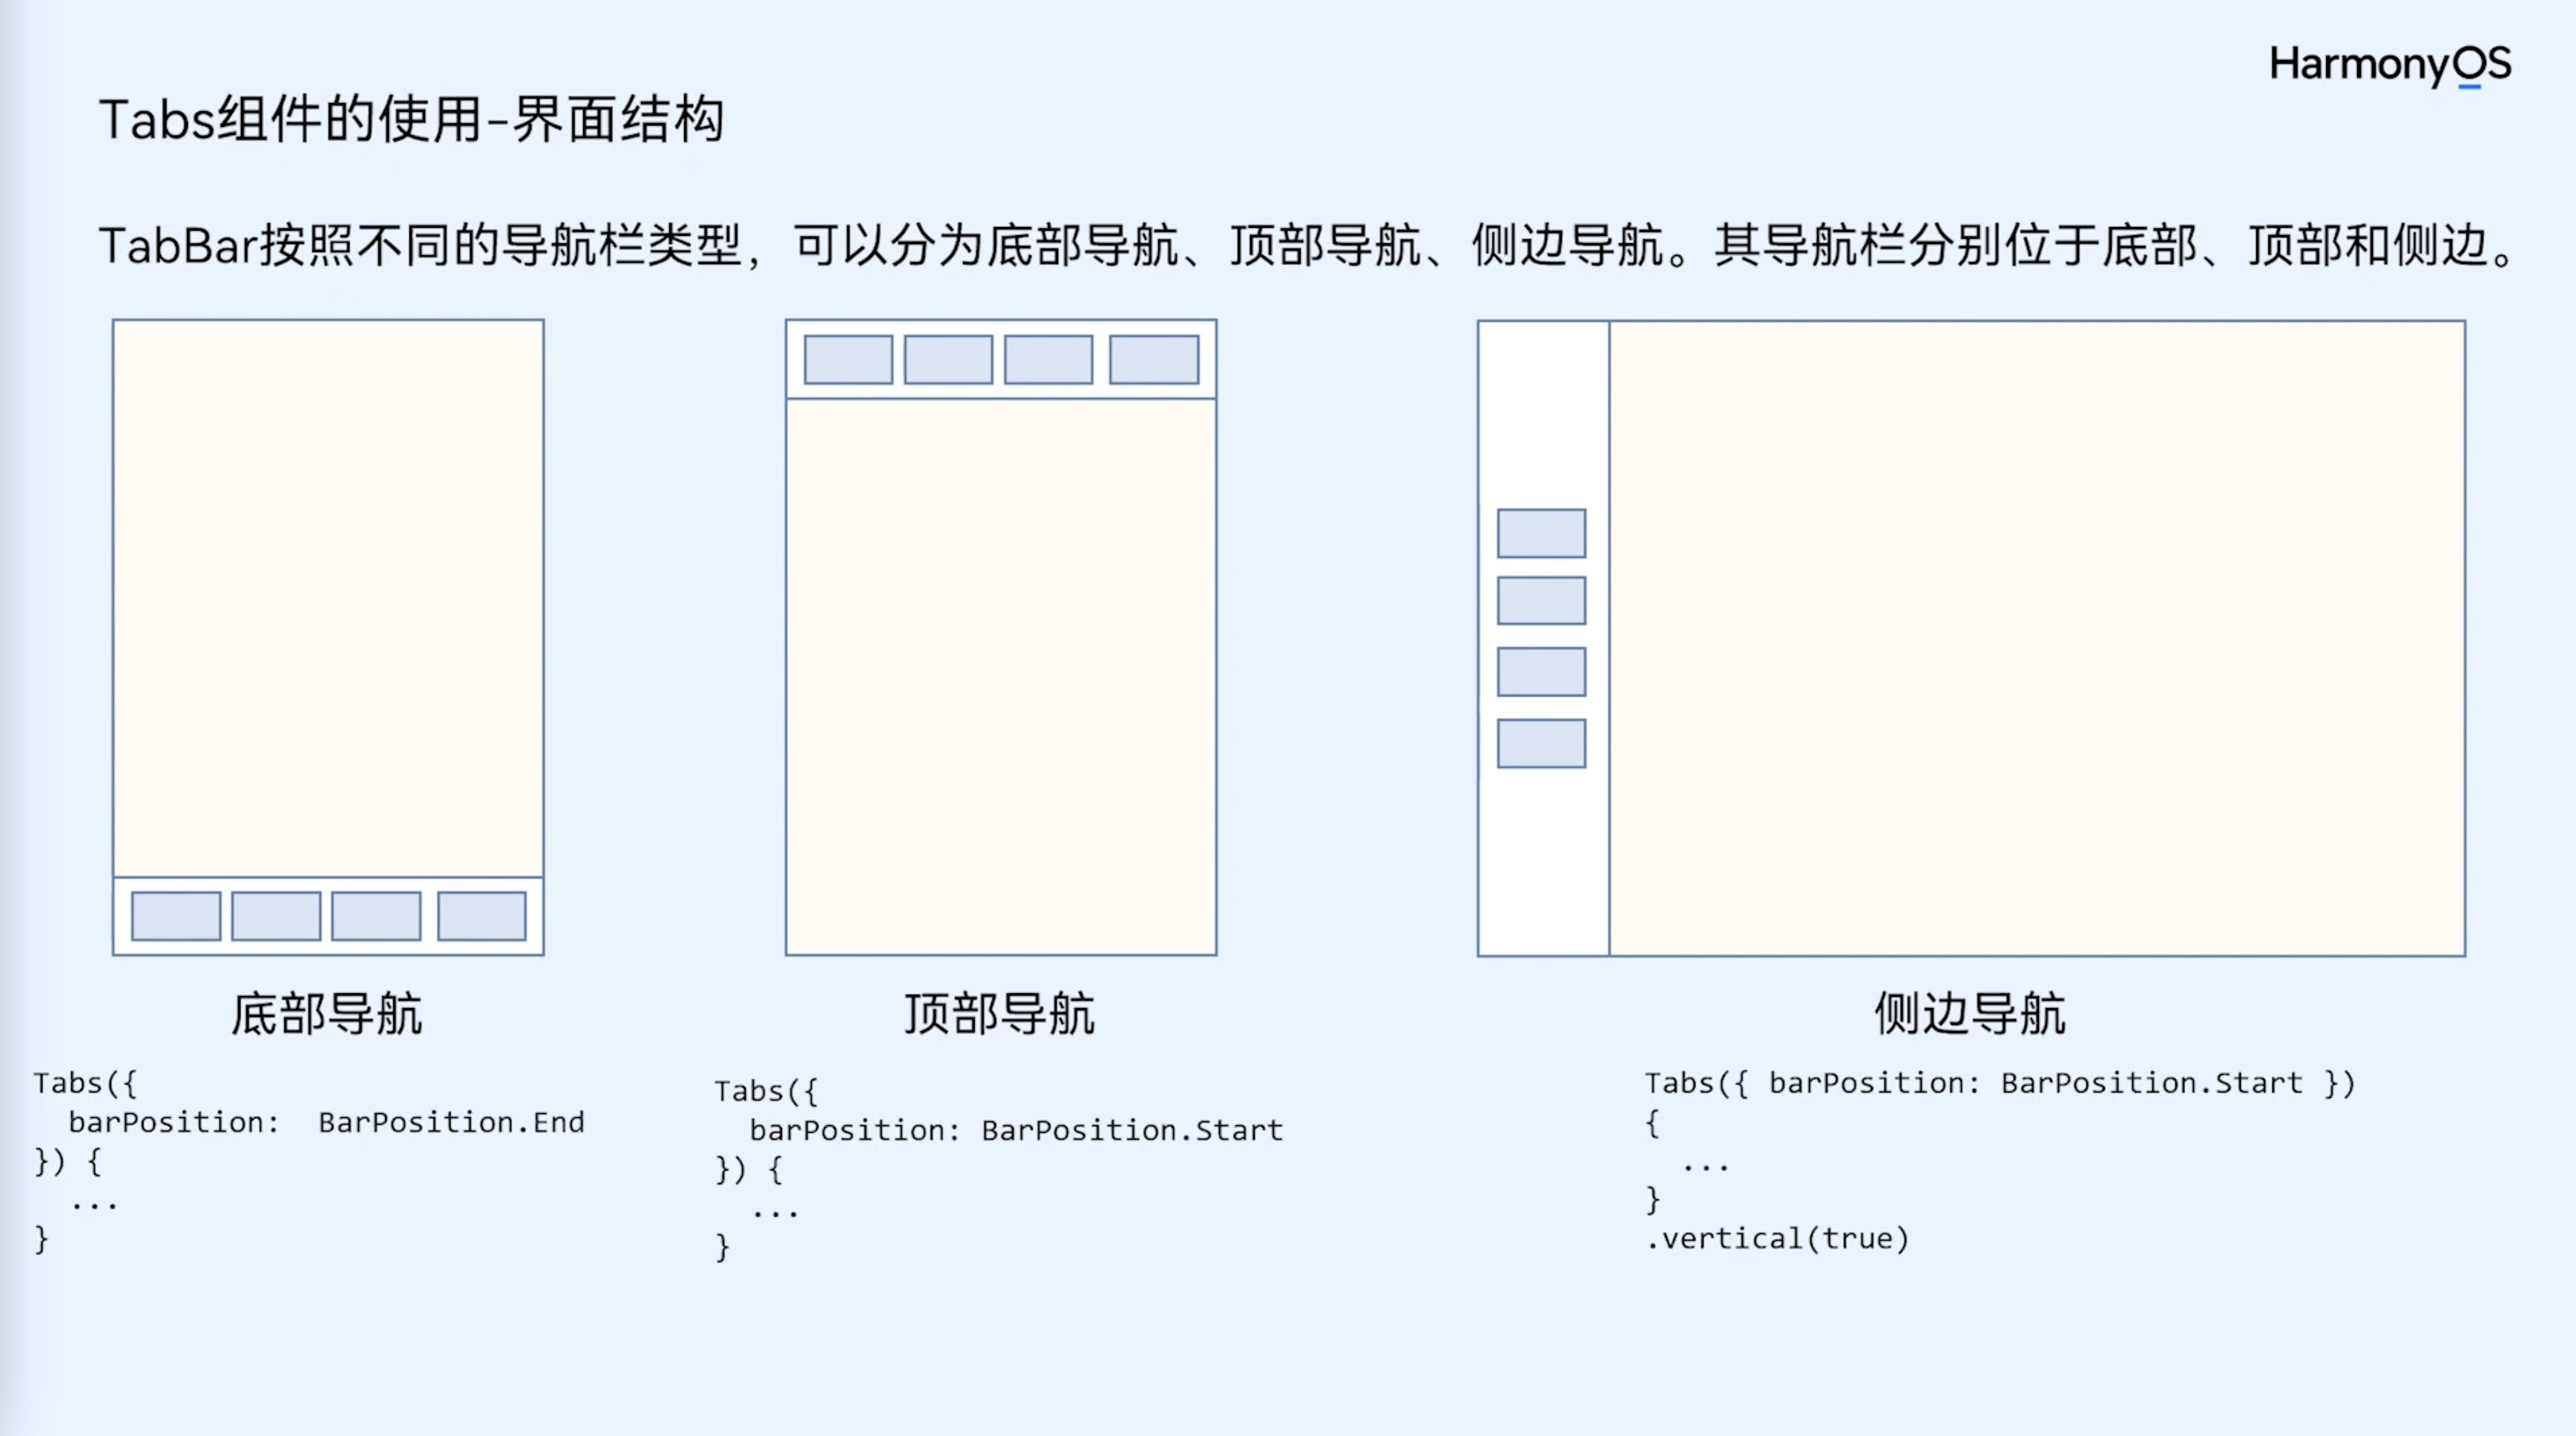 HarmonyOS
Tabs组件的使用-界面结构
TabBar按照不同的导航栏类型，可以分为底部导航、顶部导航、侧边导航。其导航栏分别位于底部、顶部和侧边。
底部导航
Tabs({
  barPosition:  BarPosition.End
}) {
  ...
}
顶部导航
Tabs({
  barPosition: BarPosition.Start
}) {
  ...
}
侧边导航
Tabs({ barPosition: BarPosition.Start })
{
  ...
}
.vertical(true)